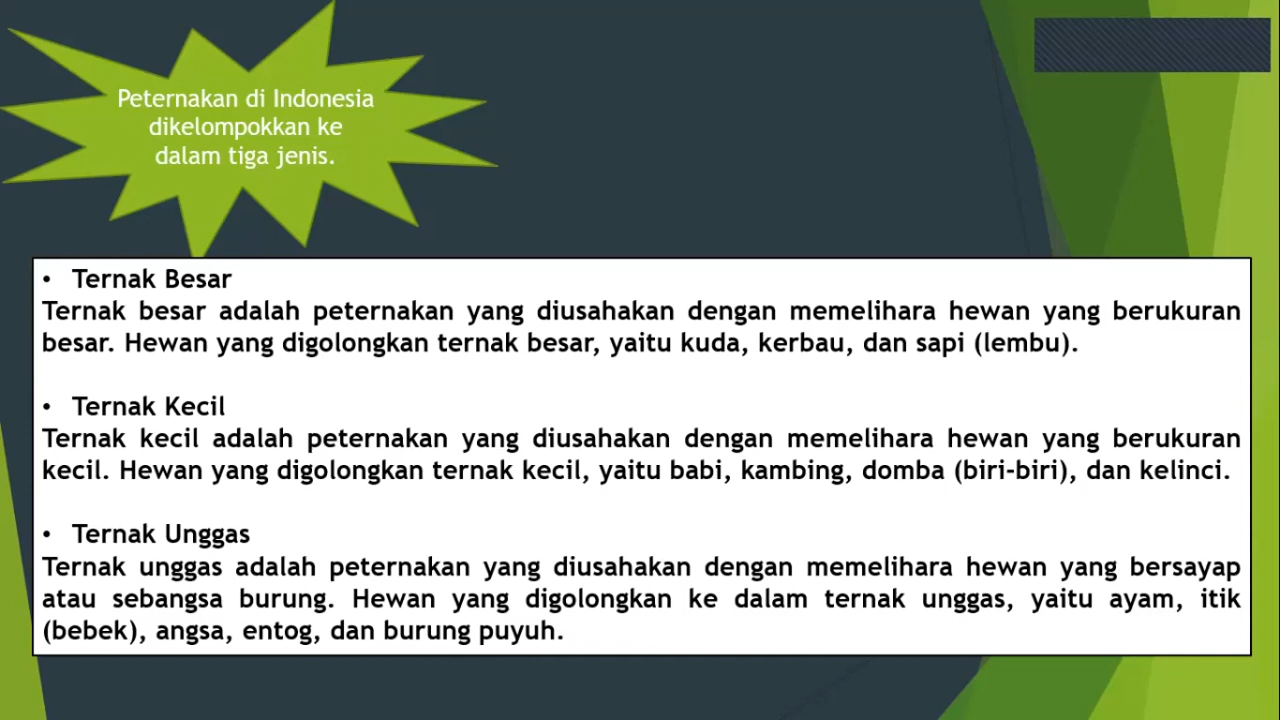 Peternakan di Indonesia
dikelompokkan ke
dalam tiga jenis.
• Ternak Besar
Ternak besar adalah peternakan yang diusahakan dengan memelihara hewan yang berukuran
besar. Hewan yang digolongkan ternak besar, yaitu kuda, kerbau, dan sapi (lembu).
• Ternak Kecil
Ternak kecil adalah peternakan yang diusahakan dengan memelihara hewan yang berukuran
kecil. Hewan yang digolongkan ternak kecil, yaitu babi, kambing, domba (biri-biri), dan kelinci.
• Ternak Unggas
Ternak unggas adalah peternakan yang diusahakan dengan memelihara hewan yang bersayap
atau sebangsa burung. Hewan yang digolongkan ke dalam ternak unggas, yaitu ayam, itik
(bebek), angsa, entog, dan burung puyuh.